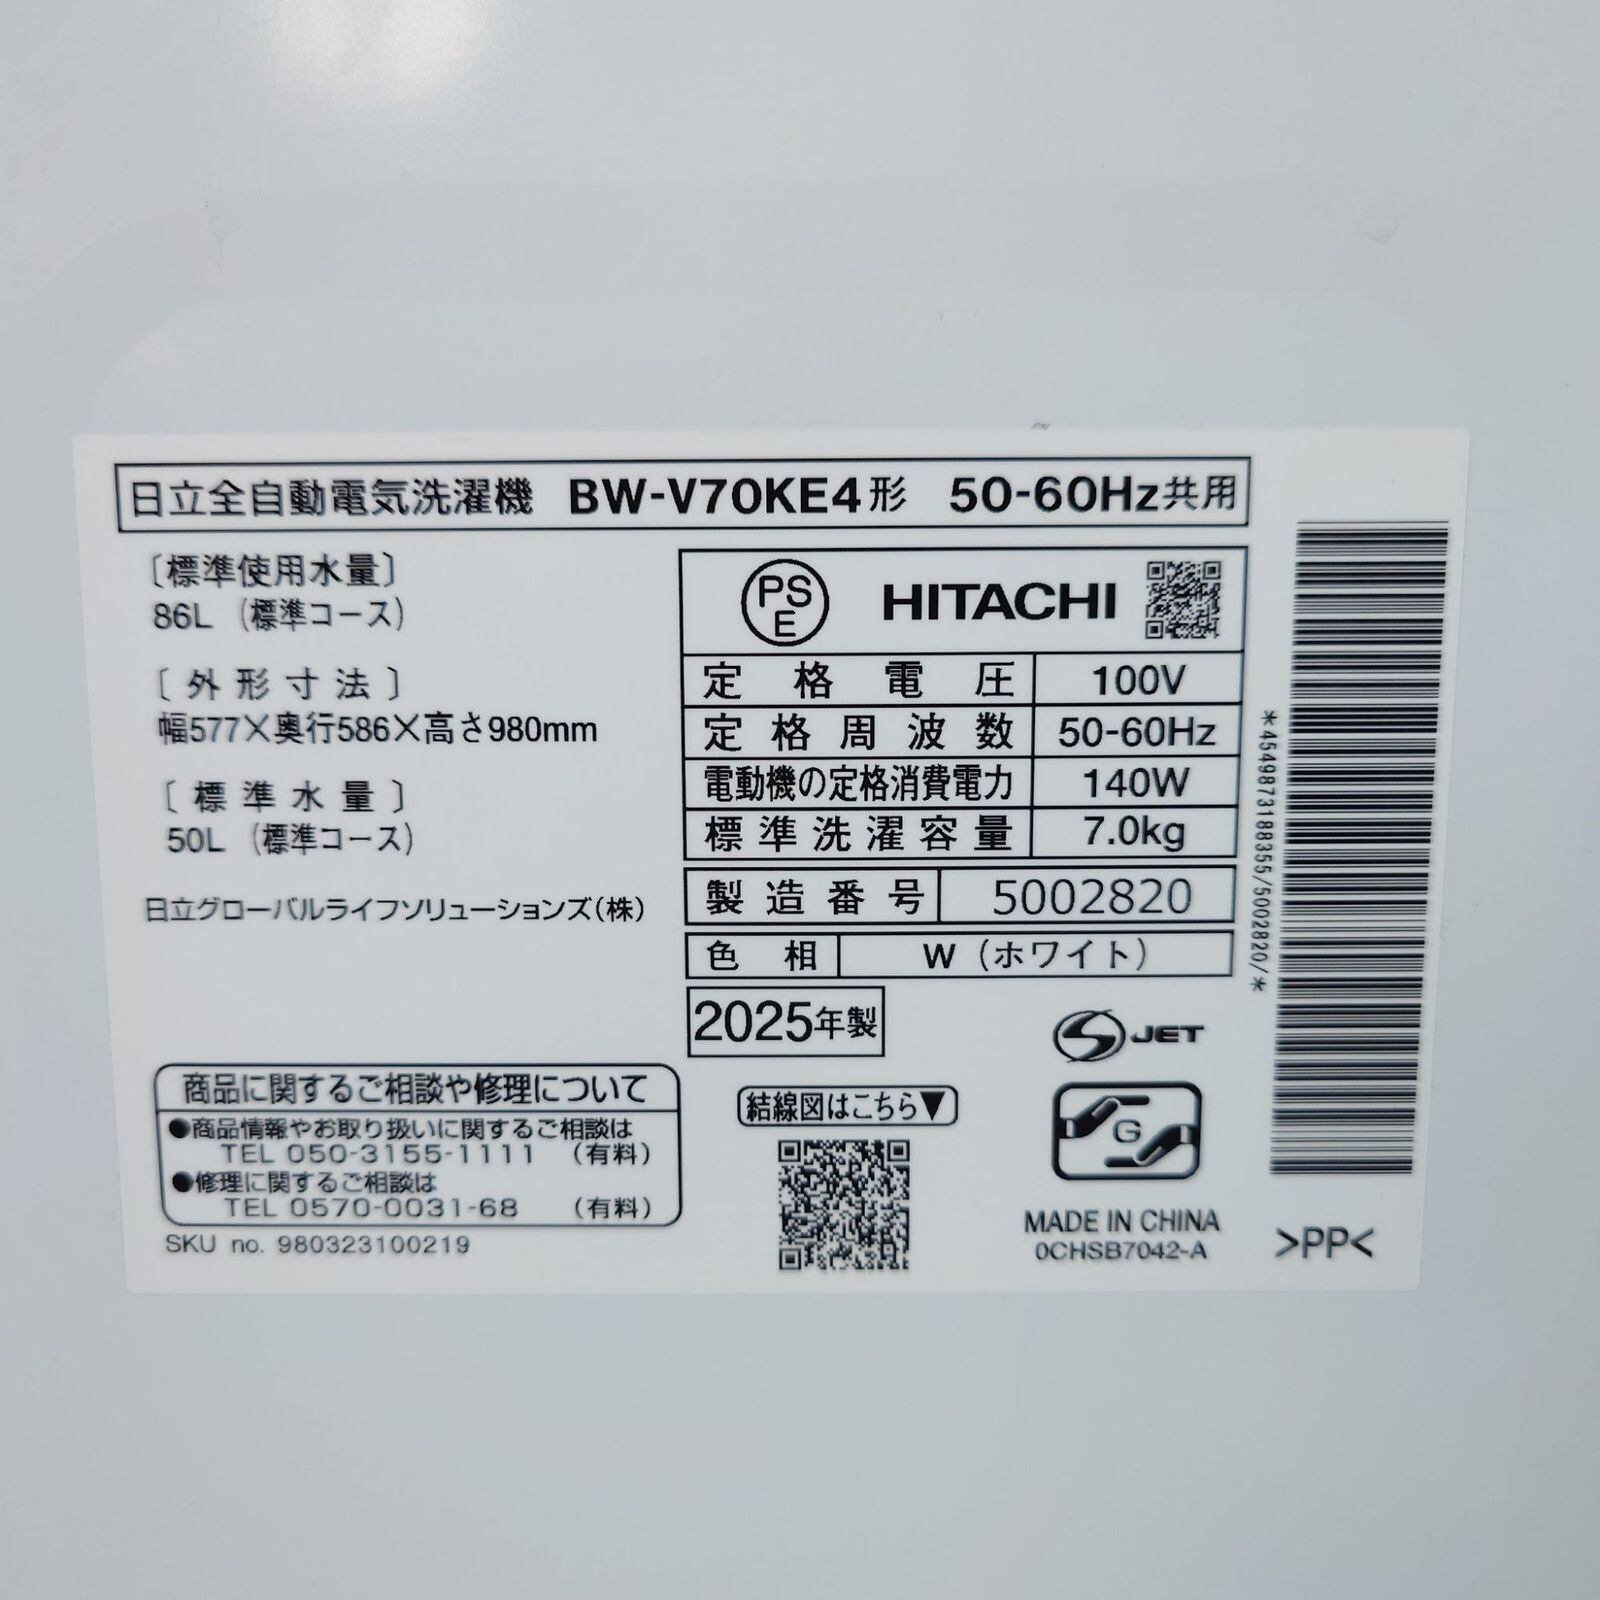 日立全自動電気洗濯機 BW-V70KE4形 50-60Hz共用
〔標準使用水量〕
86L (標準コース)
〔外形寸法〕
幅577×奥行586×高さ980mm
〔標準水量〕
50L (標準コース)
日立グローバルライフソリューションズ(株)
PS
E
HITACHI
定格電圧 100V
定格周波数 50-60Hz
電動機の定格消費電力 140W
標準洗濯容量 7.0kg
製造番号 5002820
色相 W (ホワイト)
2025年製
S JET
結線図はこちら▼
G
MADE IN CHINA
0CHSB7042-A
商品に関するご相談や修理について
●商品情報やお取り扱いに関するご相談は
TEL 050-3155-1111 (有料)
●修理に関するご相談は
TEL 0570-0031-68 (有料)
SKU no. 980323100219
*4549873188355/5002820/*
>PP<